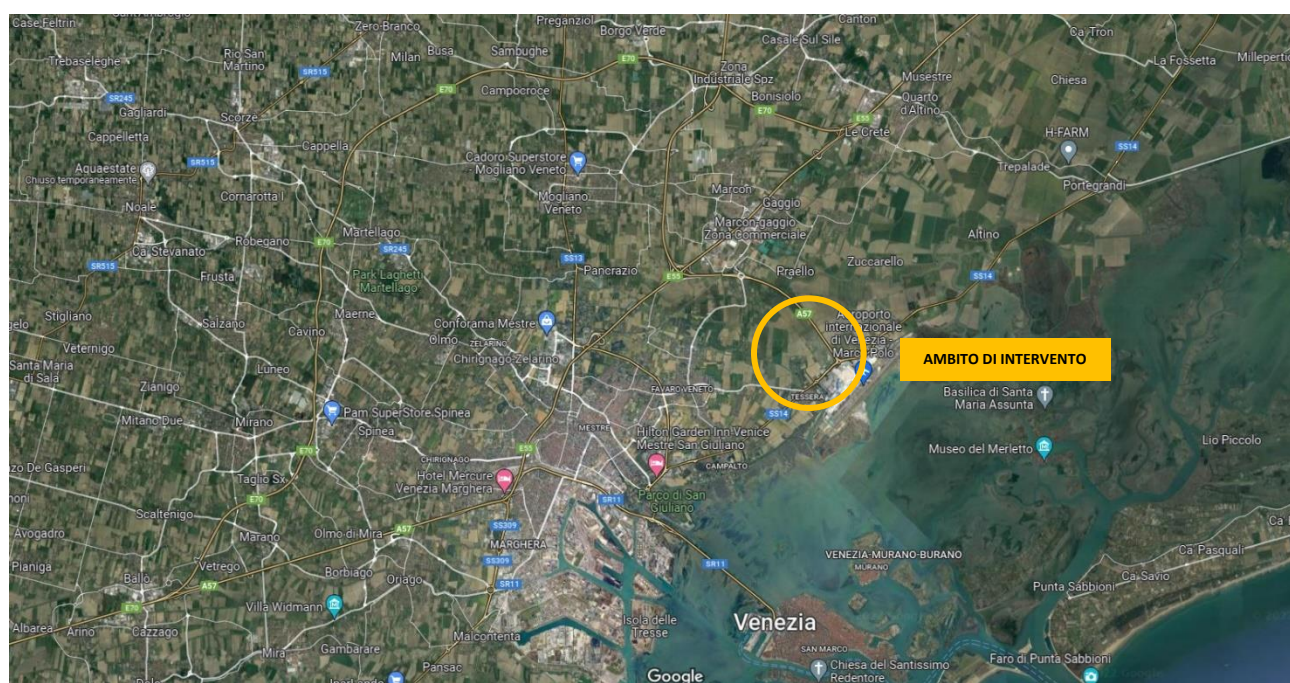 Case Feltrin
Zero Branco
Preganziol
Borgo Verde
Canton
Casale Sul Sile
Ca' Tron
La Fossetta
Trebaseleghe
Rio San
Martino
Milan
Busa
Sambughe
E70
Zona
Industriale Spz
Musestre
Chiesa
SR515
SR245
Gagliardi
Scorzè
E70
Campocroce
Bonisiolo
E70
Quarto
d'Altino
Cappelletta
Cappella
E55
Le Crete
H-FARM
SS14
Aquaestate
Chiuso temporaneamente
SR515
Cadoro Superstore
- Mogliano Veneto
Trepalade
Portegrandi
Noale
Cornarotta I
Mogliano
Veneto
Marcon
Gaggio
Marcon-gaggio
Zona Commerciale
Altino
Ca' Stevanato
Robegano
E70
Martellago
SR245
SS13
Pancrazio
E55
Praello
Zuccarello
SS14
SR515
Frusta
Park Laghetti
Martellago
Stigliano
Salzano
Maerne
Cavino
Conforama Mestre
Olmo
ZELARINO
Chirignago-Zelarino
A57
Aeroporto
internazionale
di Venezia -
Marco Polo
AMBITO DI INTERVENTO
Veternigo
Santa Maria
di Sala
Luneo
Zianigo
FAVARO VENETO
TESSERA
Basilica di Santa
Maria Assunta
Mitano Due
Mirano
Pam SuperStore Spinea
Spinea
E55
MESTRE
SS14
Hilton Garden Inn Venice
Mestre San Giuliano
CAMPALTO
Museo del Merletto
Lio Piccolo
E70
CHIRIGNAGO
Hotel Mercure
Venezia Marghera
Taglio Sx
E70
Parco di San
Giuliano
SR11
Scaltenigo
SS309
Avogadro
Marano
Olmo di Mira
A57
MARGHERA
VENEZIA-MURANO-BURANO
MURANO
Ca' Pasquali
Planiga
Vetrego
SS309
SR11
SR11
Ballò
A57
Borbiago
Oriago
Punta Sabbioni
Ca' Savio
E70
Villa Widmann
Isola delle
Tresse
Venezia
Albarea
Arino
Cazzago
Malcontenta
Mira
Gambarare
SAN MARCO
Pansac
Google
Chiesa del Santissimo
Redentore
Faro di Punta Sabbioni